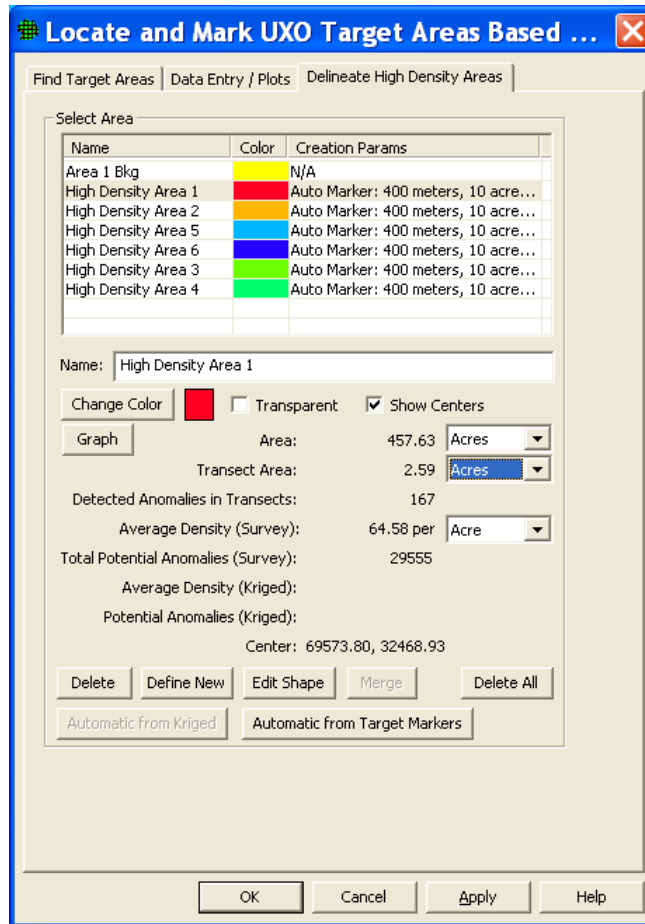 Locate and Mark UXO Target Areas Based ...
Find Target Areas Data Entry / Plots Delineate High Density Areas
Select Area
Name Color Creation Params
Area 1 Bkg N/A
High Density Area 1 Auto Marker: 400 meters, 10 acre...
High Density Area 2 Auto Marker: 400 meters, 10 acre...
High Density Area 5 Auto Marker: 400 meters, 10 acre...
High Density Area 6 Auto Marker: 400 meters, 10 acre...
High Density Area 3 Auto Marker: 400 meters, 10 acre...
High Density Area 4 Auto Marker: 400 meters, 10 acre...
Name: High Density Area 1
Change Color Transparent Show Centers
Graph Area: 457.63 Acres
Transect Area: 2.59 Acres
Detected Anomalies in Transects: 167
Average Density (Survey): 64.58 per Acre
Total Potential Anomalies (Survey): 29555
Average Density (Kriged):
Potential Anomalies (Kriged):
Center: 69573.80, 32468.93
Delete Define New Edit Shape Merge Delete All
Automatic from Kriged Automatic from Target Markers
OK Cancel Apply Help